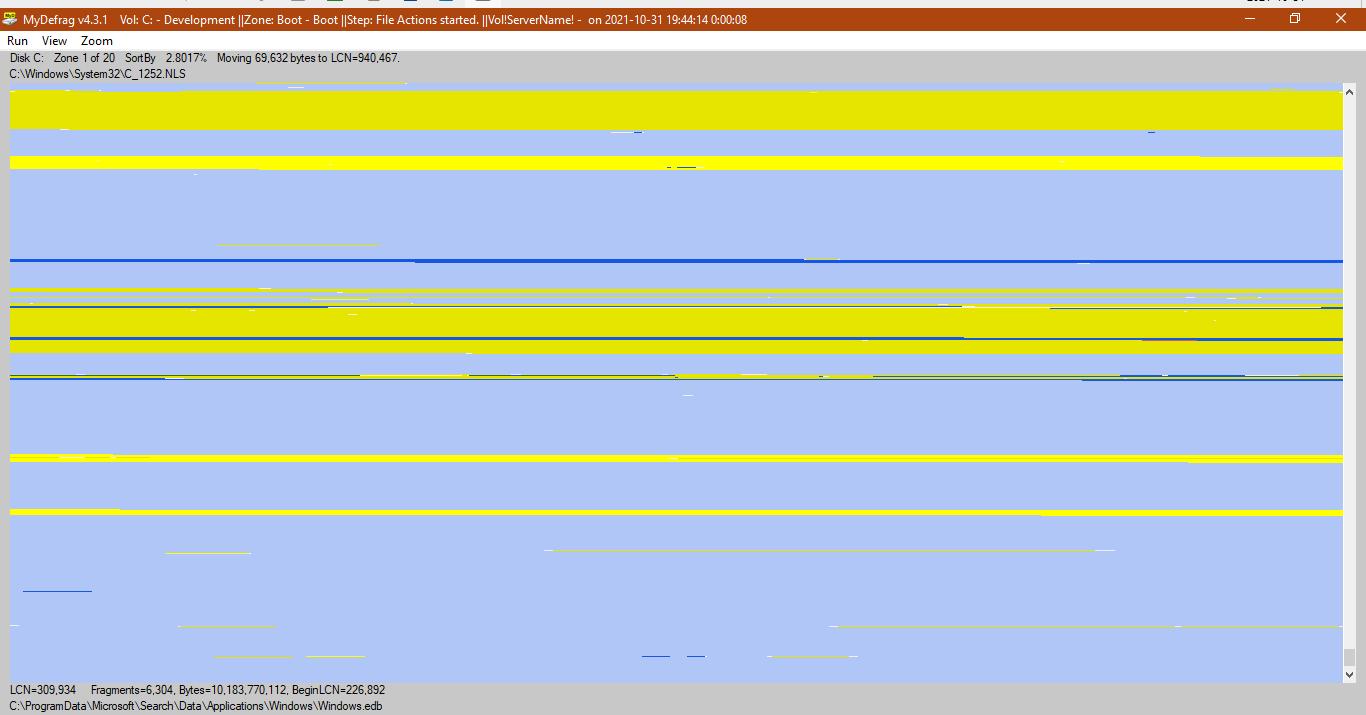 MyDefrag v4.3.1 Vol: C: - Development ||Zone: Boot - Boot ||Step: File Actions started. ||Vol!ServerName! - on 2021-10-31 19:44:14 0:00:08
Run View Zoom
Disk C: Zone 1 of 20 SortBy 2.8017% Moving 69,632 bytes to LCN=940,467.
C:\Windows\System32\C_1252.NLS
LCN=309,934 Fragments=6,304, Bytes=10,183,770,112, BeginLCN=226,892
C:\ProgramData\Microsoft\Search\Data\Applications\Windows\Windows.edb